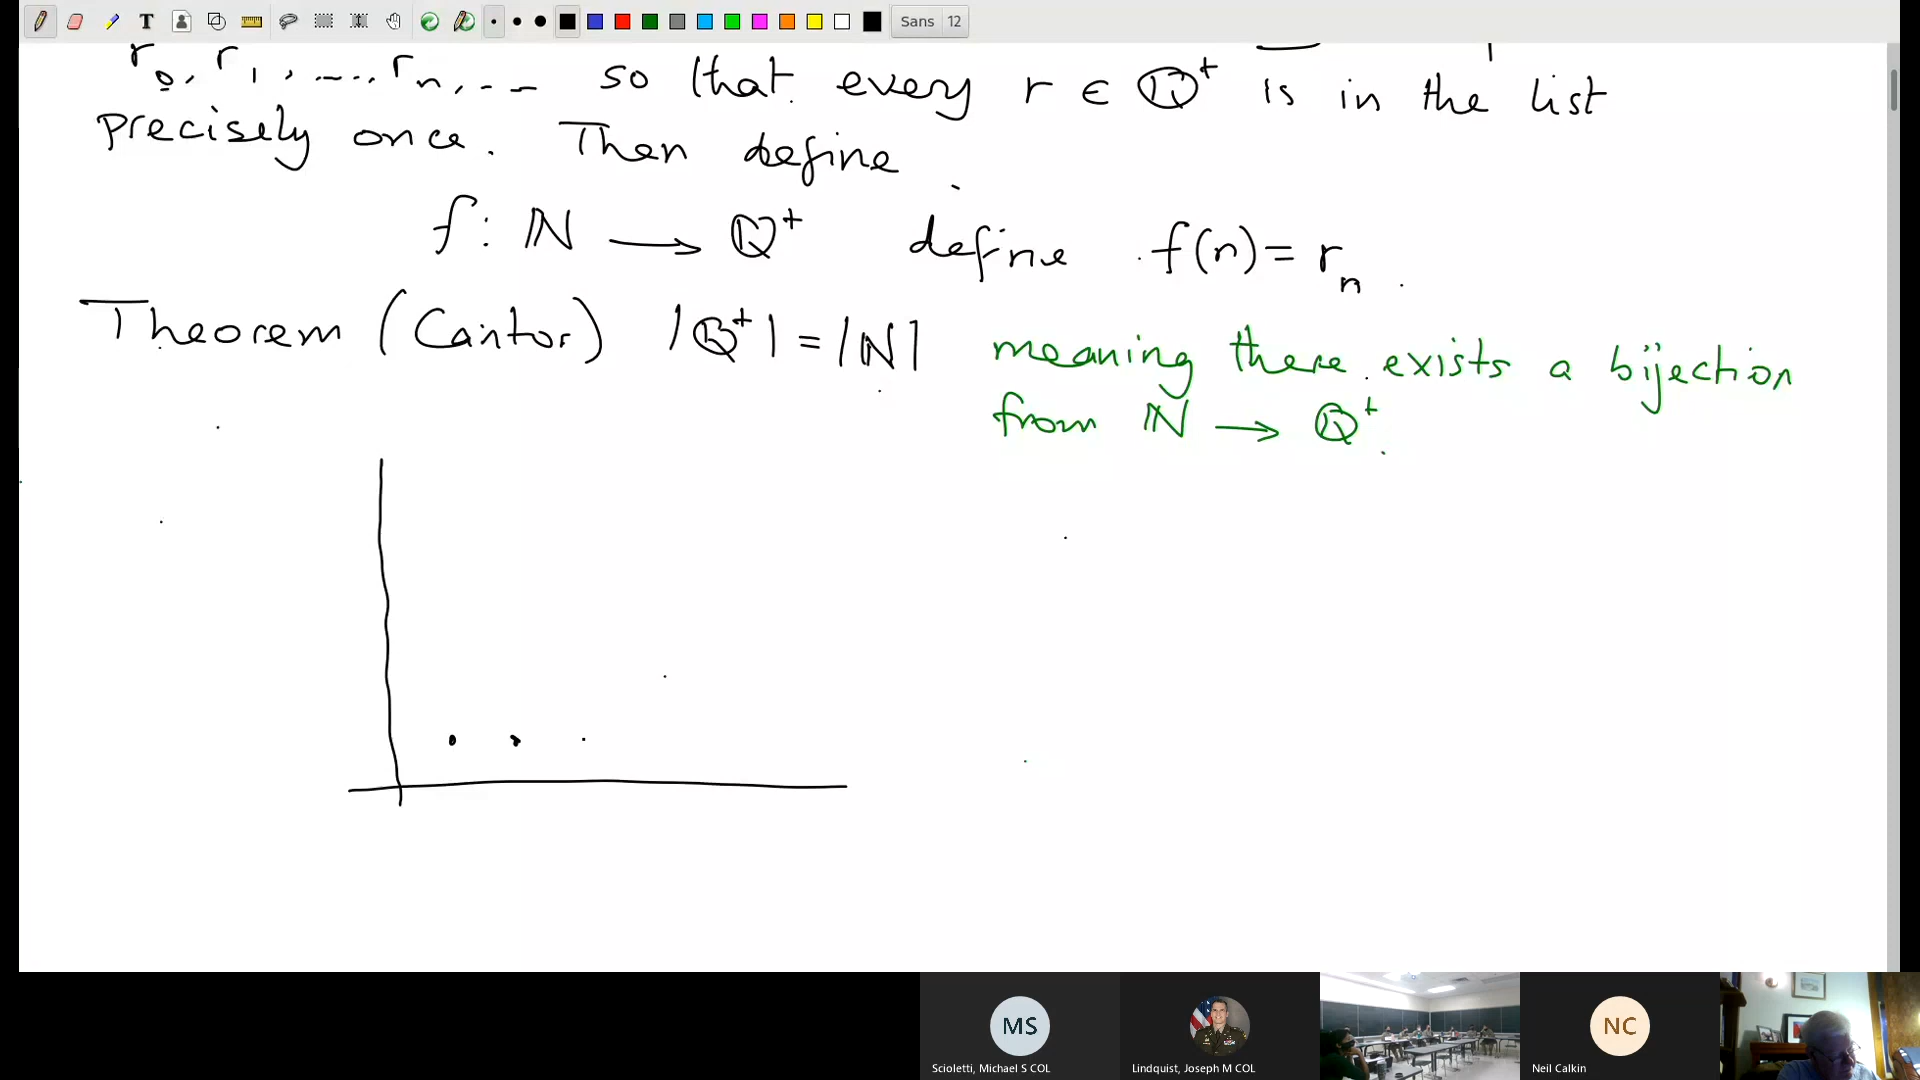 Sans 12
r₀, r₁, ..... rₙ, --- so that every r ∈ ℚ⁺ is in the list
precisely once. Then define
f: ℕ → ℚ⁺ define f(n) = rₙ.
Theorem (Cantor) |ℚ⁺| = |ℕ| meaning there exists a bijection
from ℕ → ℚ⁺.
MS
NC
Scioletti, Michael S COL
Lindquist, Joseph M COL
Neil Calkin